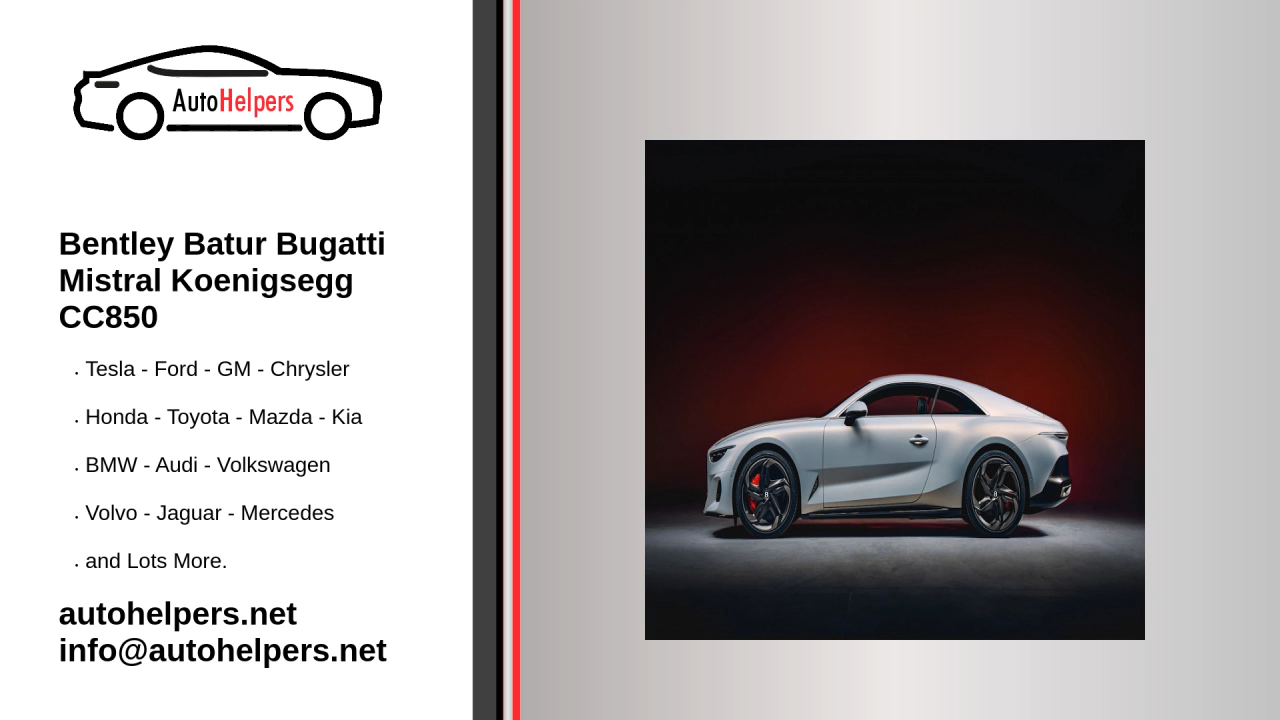 AutoHelpers
Bentley Batur Bugatti
Mistral Koenigsegg
CC850
. Tesla - Ford - GM - Chrysler
. Honda - Toyota - Mazda - Kia
. BMW - Audi - Volkswagen
. Volvo - Jaguar - Mercedes
. and Lots More.
autohelpers.net
info@autohelpers.net